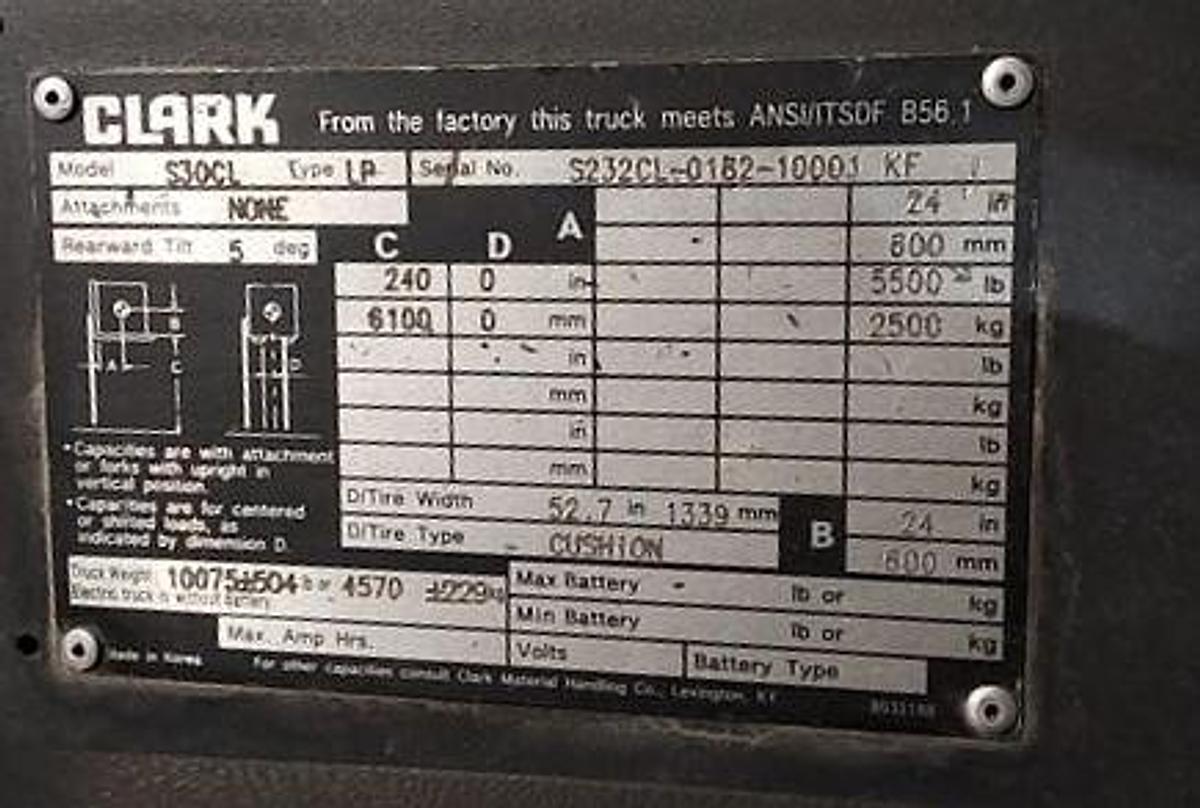 CLARK From the factory this truck meets ANSI/ITSDF B56.1
Model S30CL Type LP Serial No. S232CL-0182-10001 KF
Attachments NONE 24 in
Rearward Tilt 5 deg C D A 600 mm
240 0 in 5500 lb
6100 0 mm 2500 kg
in lb
mm kg
in lb
mm kg
A B C D
*Capacities are with attachment
or forks with upright in
vertical position.
*Capacities are for centered
or shifted loads, as
indicated by dimension D.
D/Tire Width 52.7 in 1339 mm B 24 in
D/Tire Type CUSHION 600 mm
Truck Weight 10075±504 lb or 4570 ±229kg Max Battery - lb or kg
Electric truck is without battery Min Battery lb or kg
Max. Amp Hrs. Volts Battery Type
Made in Korea For other capacities consult Clark Material Handling Co., Lexington, KY